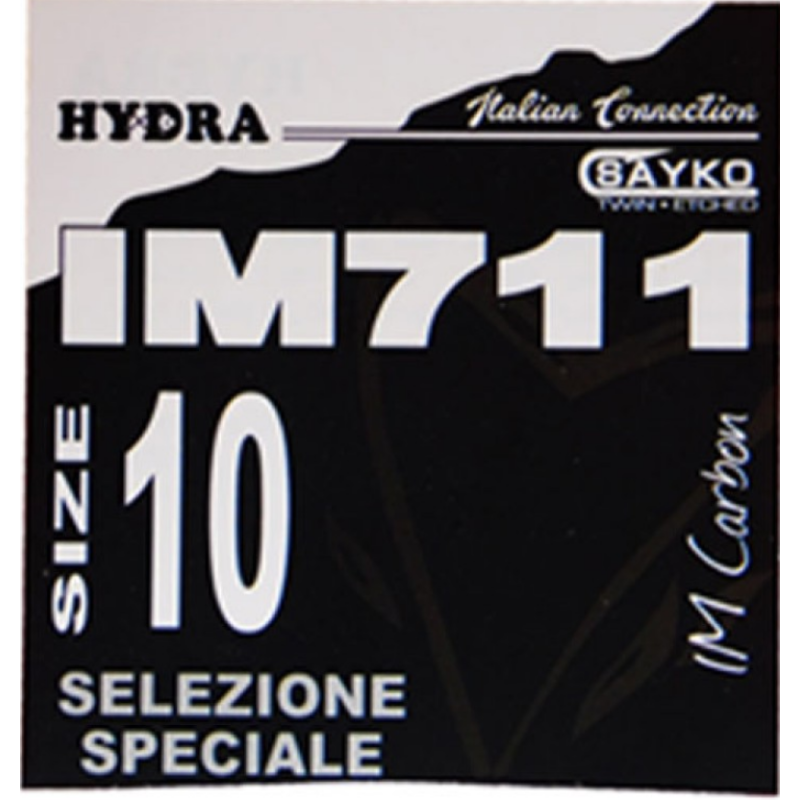 HYDRA
Italian Connection
SAYKO
TWIN • ETCHED
IM711
SIZE
10
IM Carbon
SELEZIONE
SPECIALE